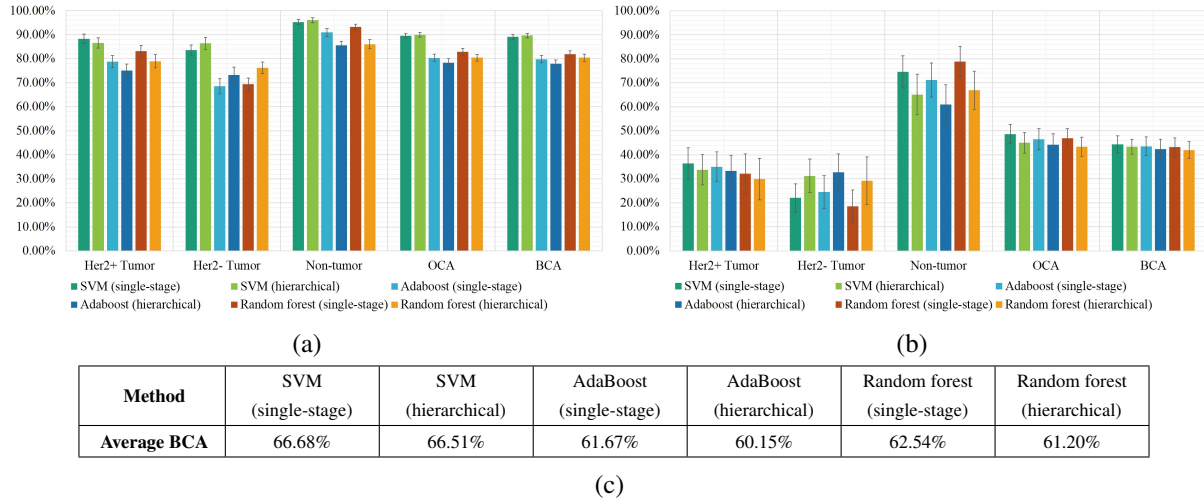 100.00%
90.00%
80.00%
70.00%
60.00%
50.00%
40.00%
30.00%
20.00%
10.00%
0.00%
Her2+ Tumor Her2- Tumor Non-tumor OCA BCA
SVM (single-stage) SVM (hierarchical) Adaboost (single-stage)
Adaboost (hierarchical) Random forest (single-stage) Random forest (hierarchical)
(a)
100.00%
90.00%
80.00%
70.00%
60.00%
50.00%
40.00%
30.00%
20.00%
10.00%
0.00%
Her2+ Tumor Her2- Tumor Non-tumor OCA BCA
SVM (single-stage) SVM (hierarchical) Adaboost (single-stage)
Adaboost (hierarchical) Random forest (single-stage) Random forest (hierarchical)
(b)
Method SVM SVM AdaBoost AdaBoost Random forest Random forest
(single-stage) (hierarchical) (single-stage) (hierarchical) (single-stage) (hierarchical)
Average BCA 66.68% 66.51% 61.67% 60.15% 62.54% 61.20%
(c)